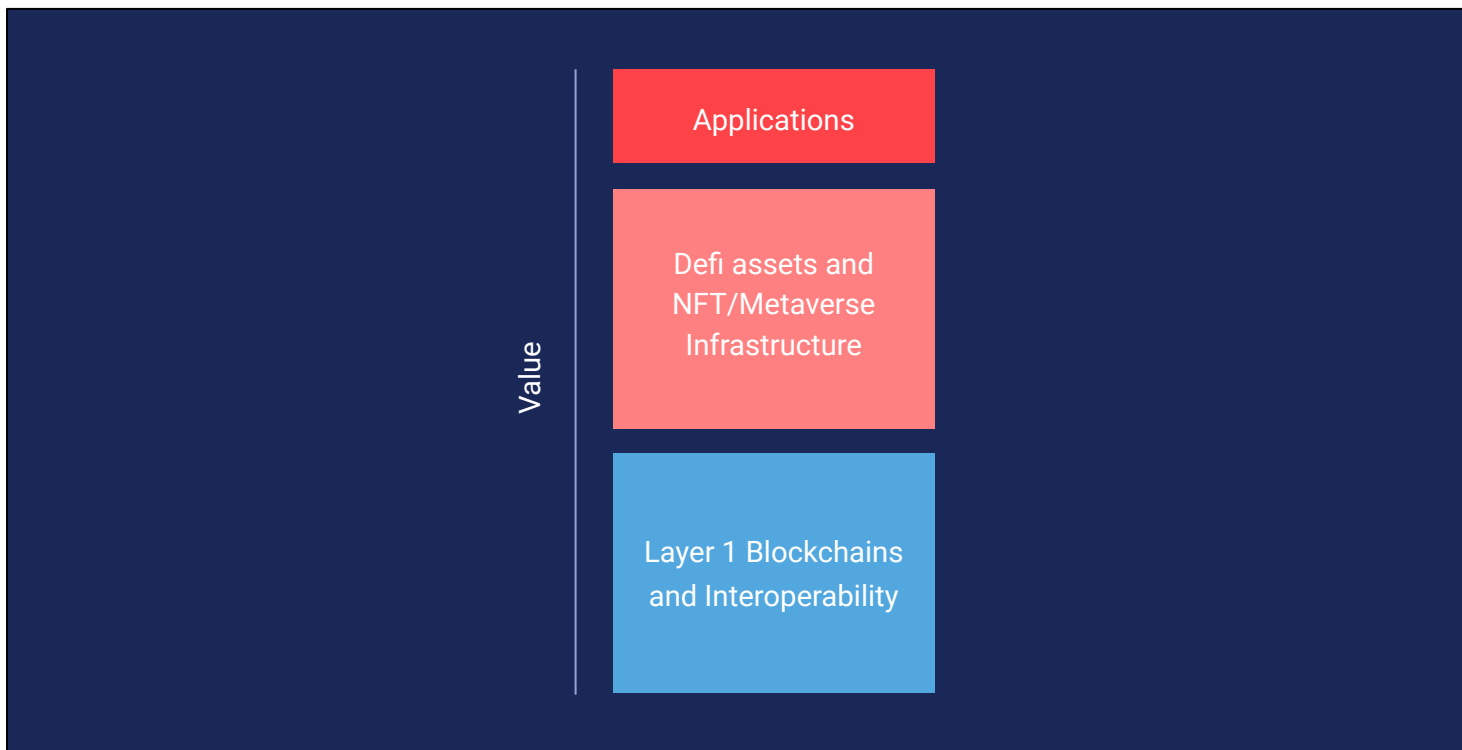 Applications
Defi assets and
NFT/Metaverse
Infrastructure
Value
Layer 1 Blockchains
and Interoperability